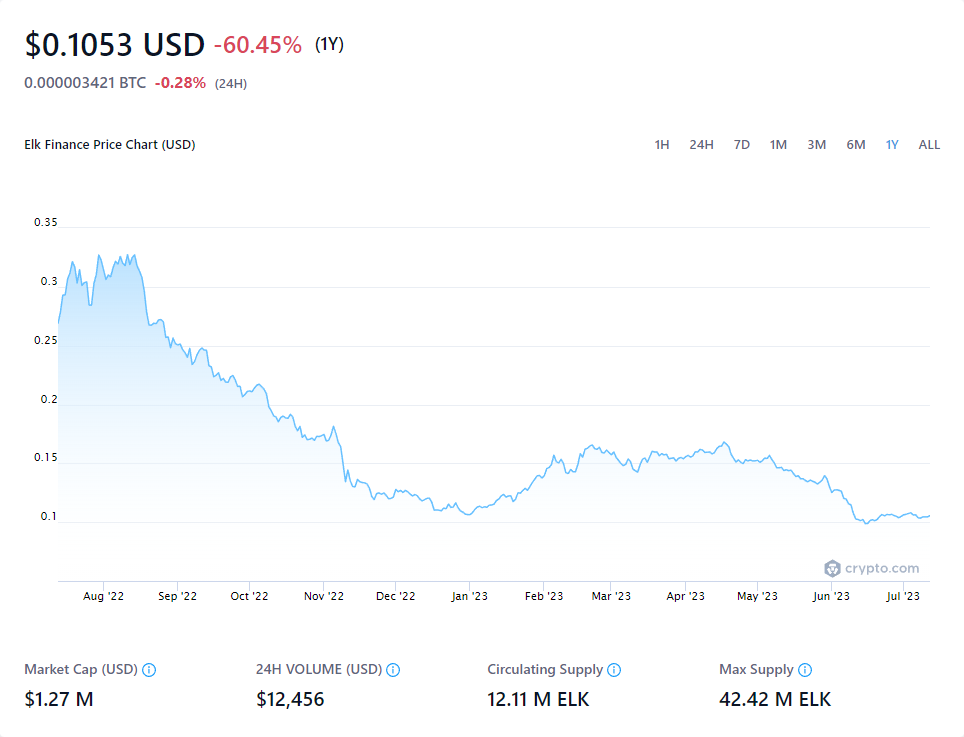 $0.1053 USD -60.45% (1Y)
0.000003421 BTC -0.28% (24H)
Elk Finance Price Chart (USD) 1H 24H 7D 1M 3M 6M 1Y ALL
0.35
0.3
0.25
0.2
0.15
0.1
crypto.com
Aug '22 Sep '22 Oct '22 Nov '22 Dec '22 Jan '23 Feb '23 Mar '23 Apr '23 May '23 Jun '23 Jul '23
Market Cap (USD) 24H VOLUME (USD) Circulating Supply Max Supply
$1.27 M $12,456 12.11 M ELK 42.42 M ELK